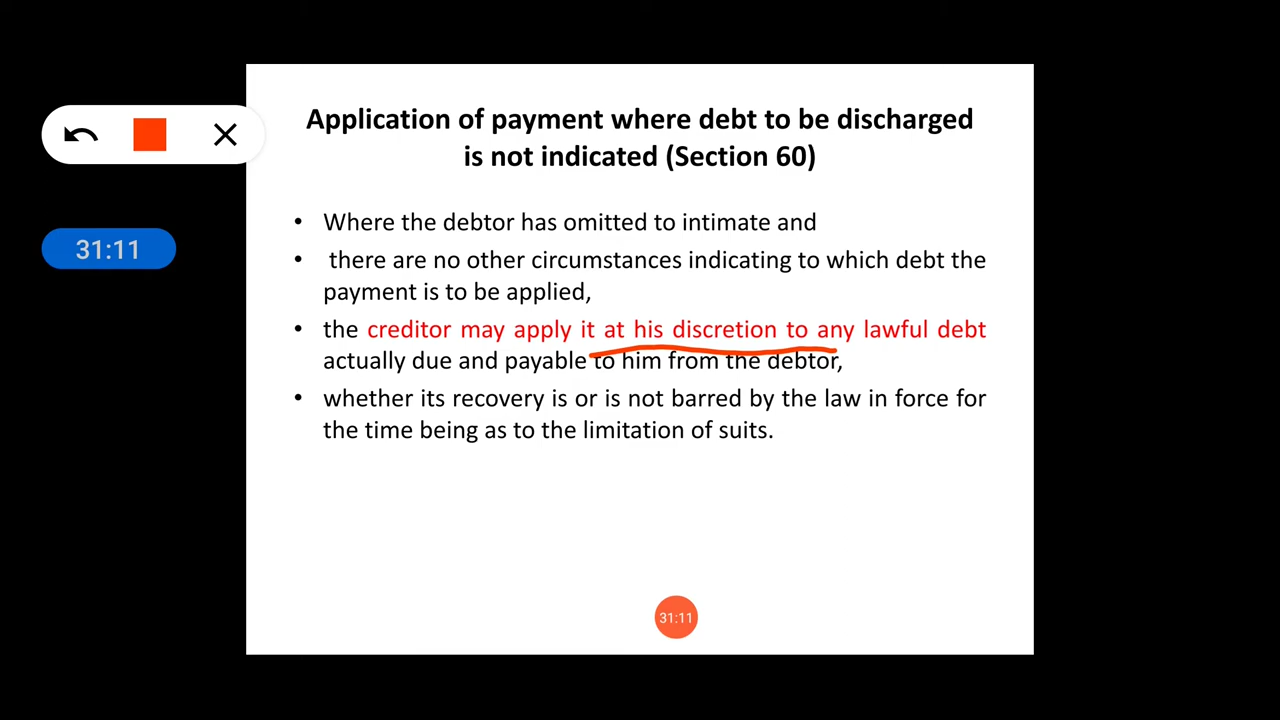 Application of payment where debt to be discharged
is not indicated (Section 60)
31:11
• Where the debtor has omitted to intimate and
• there are no other circumstances indicating to which debt the
payment is to be applied,
• the creditor may apply it at his discretion to any lawful debt
actually due and payable to him from the debtor,
• whether its recovery is or is not barred by the law in force for
the time being as to the limitation of suits.
31:11